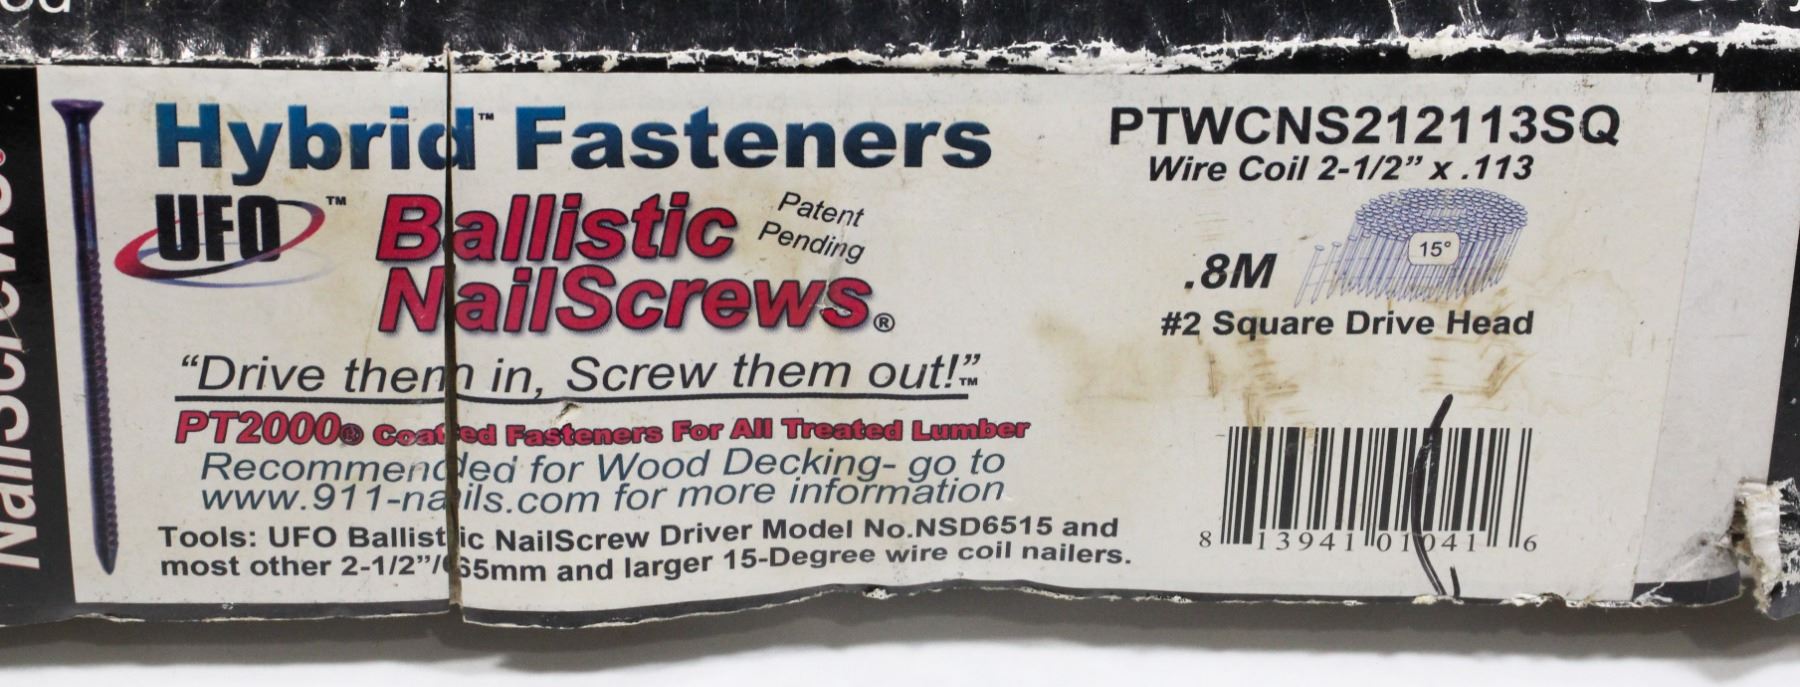 Hybrid™ Fasteners
UFO™ Ballistic Patent Pending
NailScrews®
“Drive them in, Screw them out!”™
PT2000® Coated Fasteners For All Treated Lumber
Recommended for Wood Decking- go to
www.911-nails.com for more information
Tools: UFO Ballistic NailScrew Driver Model No.NSD6515 and
most other 2-1/2”/65mm and larger 15-Degree wire coil nailers.
PTWCNS212113SQ
Wire Coil 2-1/2” x .113
.8M
15°
#2 Square Drive Head
8 13941 01041 6
NailScrews